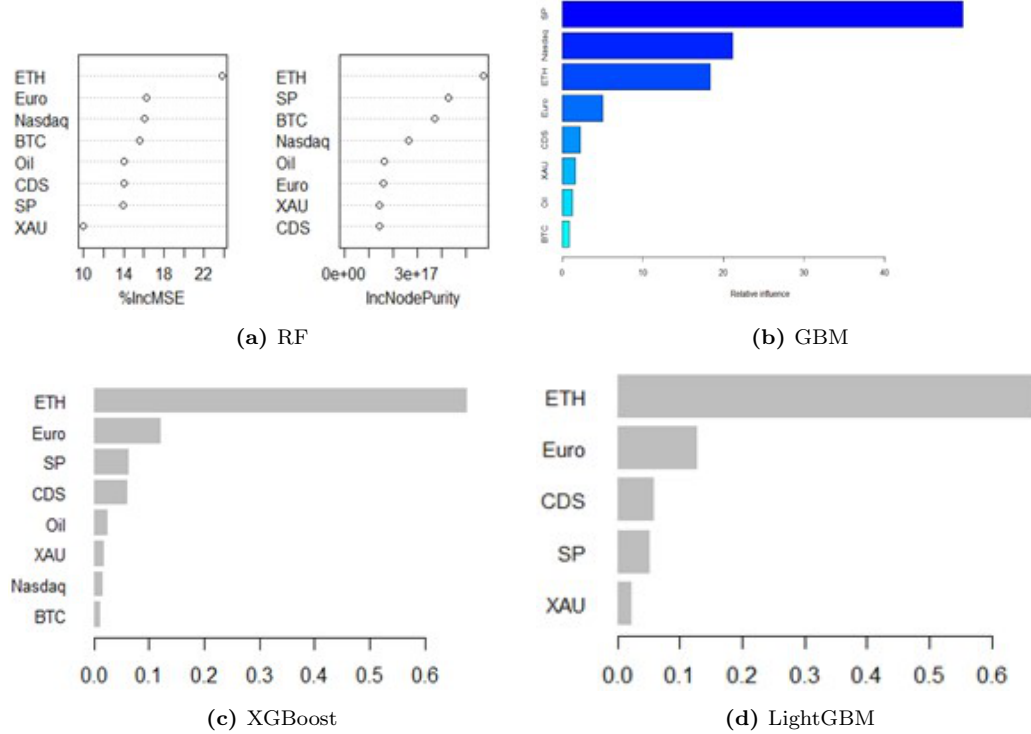 ETH
Euro
Nasdaq
BTC
Oil
CDS
SP
XAU
10 14 18 22
%IncMSE
ETH
SP
BTC
Nasdaq
Oil
Euro
XAU
CDS
0e+00 3e+17
IncNodePurity
(a) RF
SP
Nasdaq
ETH
Euro
CDS
XAU
Oil
BTC
0 10 20 30 40
Relative influence
(b) GBM
ETH
Euro
SP
CDS
Oil
XAU
Nasdaq
BTC
0.0 0.1 0.2 0.3 0.4 0.5 0.6
(c) XGBoost
ETH
Euro
CDS
SP
XAU
0.0 0.1 0.2 0.3 0.4 0.5 0.6
(d) LightGBM